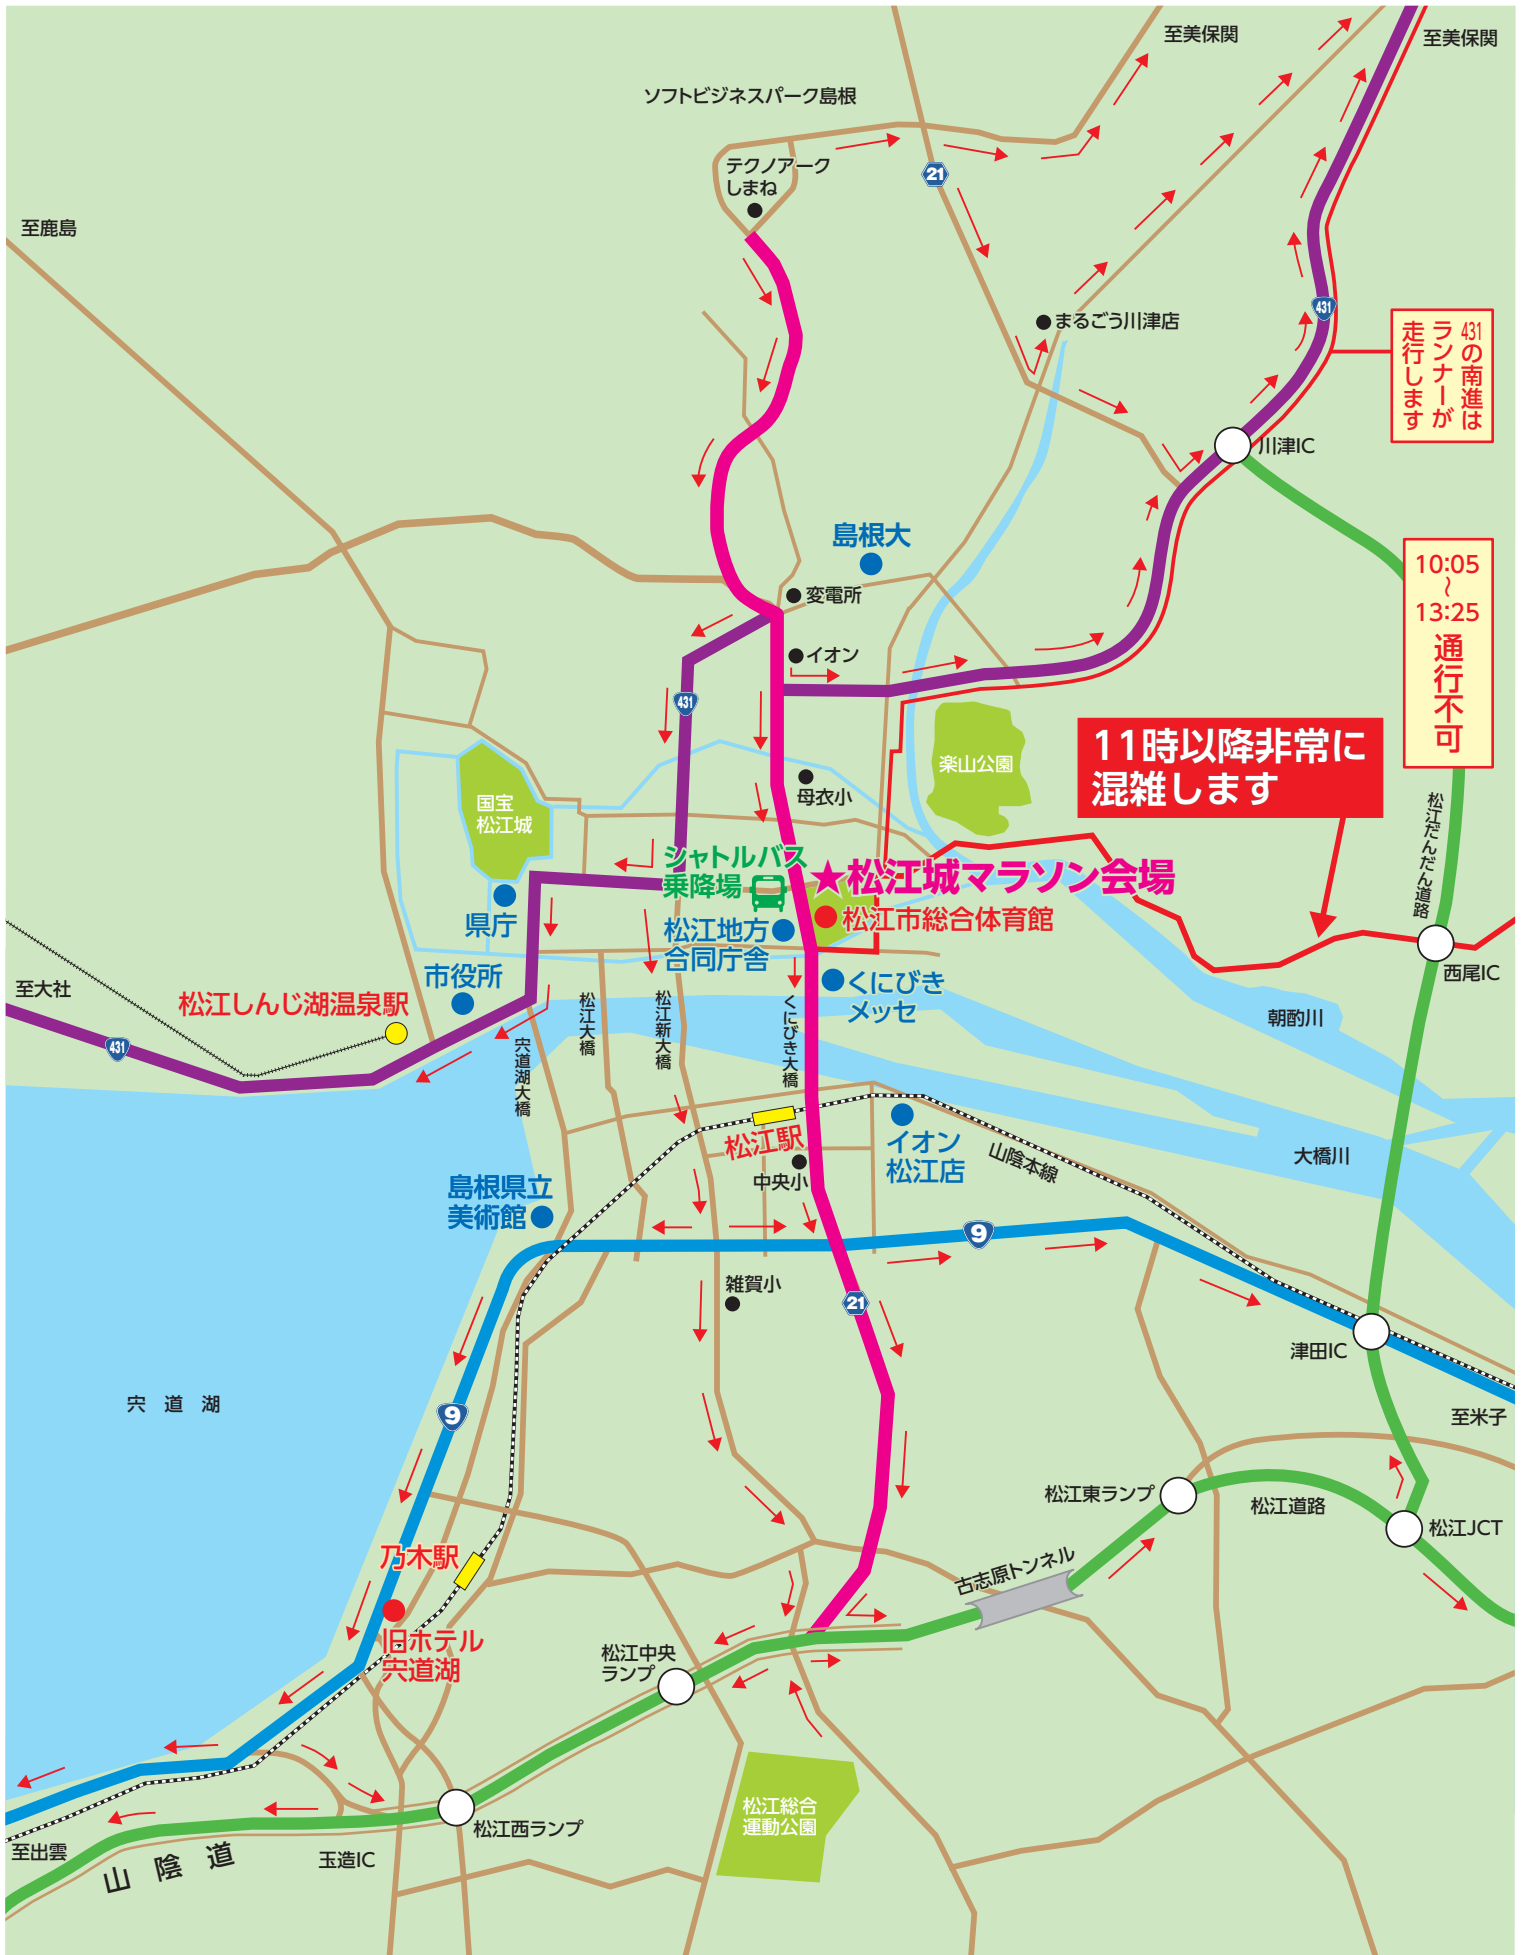 至美保関
至美保関
ソフトビジネスパーク島根
テクノアーク
しまね
21
至鹿島
まるごう川津店
431
431の南進は
ランナーが
走行します
川津IC
島根大
変電所
10:05
~
13:25
通行不可
イオン
431
11時以降非常に
混雑します
楽山公園
母衣小
国宝
松江城
松江だんだん道路
シャトルバス
乗降場
★松江城マラソン会場
松江市総合体育館
県庁
松江地方
合同庁舎
西尾IC
市役所
くにびき
メッセ
至大社
松江しんじ湖温泉駅
松江大橋
松江新大橋
くにびき大橋
宍道湖大橋
朝酌川
431
松江駅
イオン
松江店
山陰本線
大橋川
中央小
島根県立
美術館
9
雑賀小
21
津田IC
宍道湖
9
至米子
松江東ランプ
松江道路
松江JCT
乃木駅
古志原トンネル
旧ホテル
宍道湖
松江中央
ランプ
松江総合
運動公園
松江西ランプ
至出雲
山陰道
玉造IC